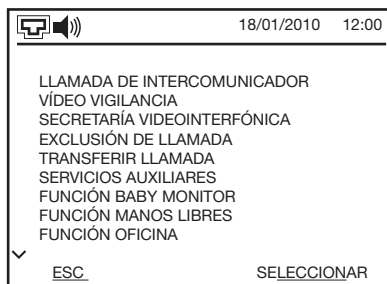 18/01/2010 12:00
LLAMADA DE INTERCOMUNICADOR
VÍDEO VIGILANCIA
SECRETARÍA VIDEOINTERFÓNICA
EXCLUSIÓN DE LLAMADA
TRANSFERIR LLAMADA
SERVICIOS AUXILIARES
FUNCIÓN BABY MONITOR
FUNCIÓN MANOS LIBRES
FUNCIÓN OFICINA
ESC SELECCIONAR